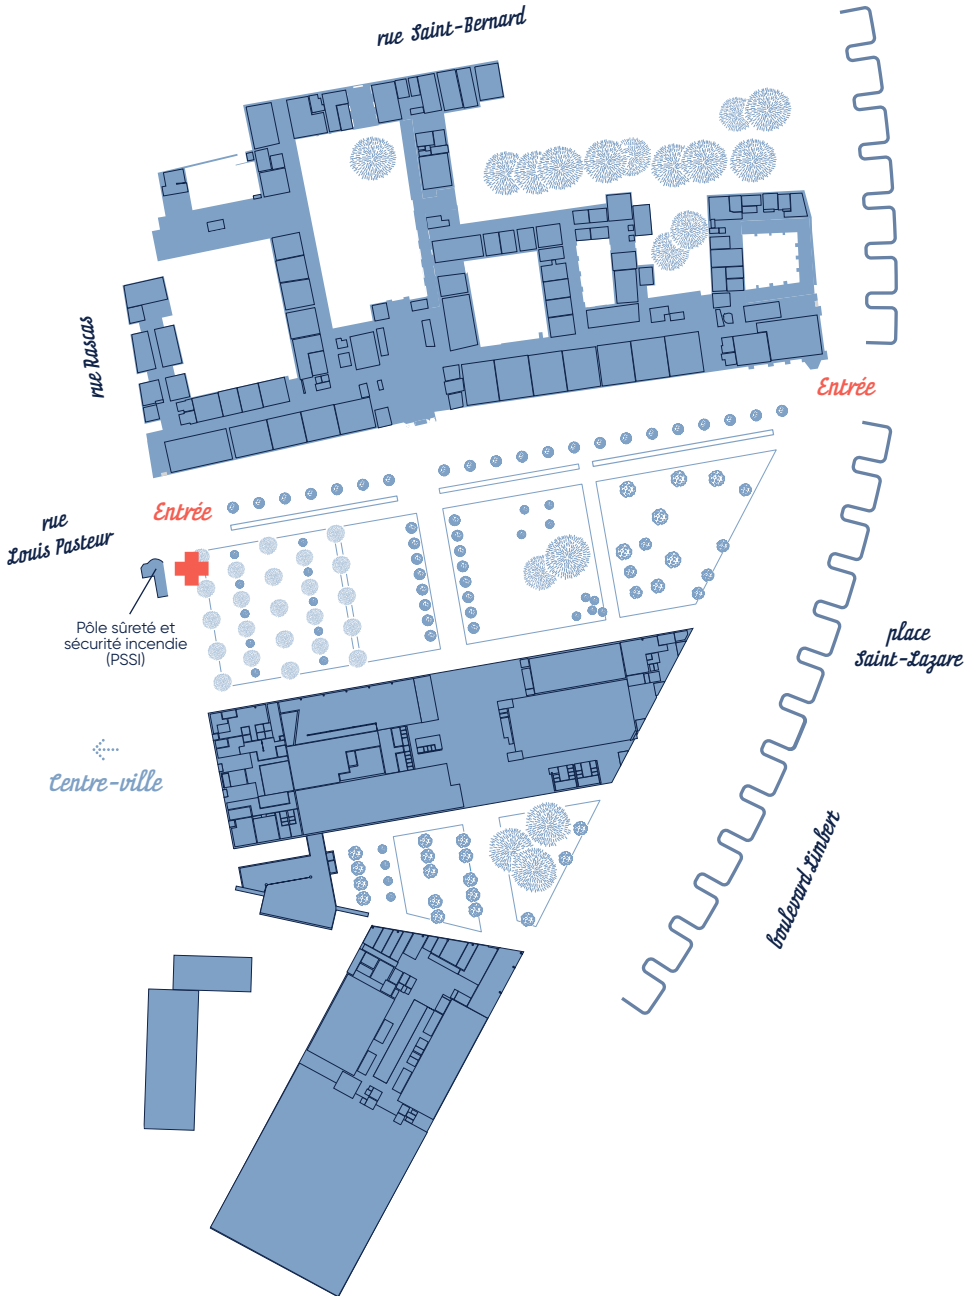 rue Saint-Bernard
rue Rascas
Entrée
Entrée
rue
Louis Pasteur
Pôle sûreté et
sécurité incendie
(PSSI)
place
Saint-Lazare
Centre-ville
boulevard Limbert